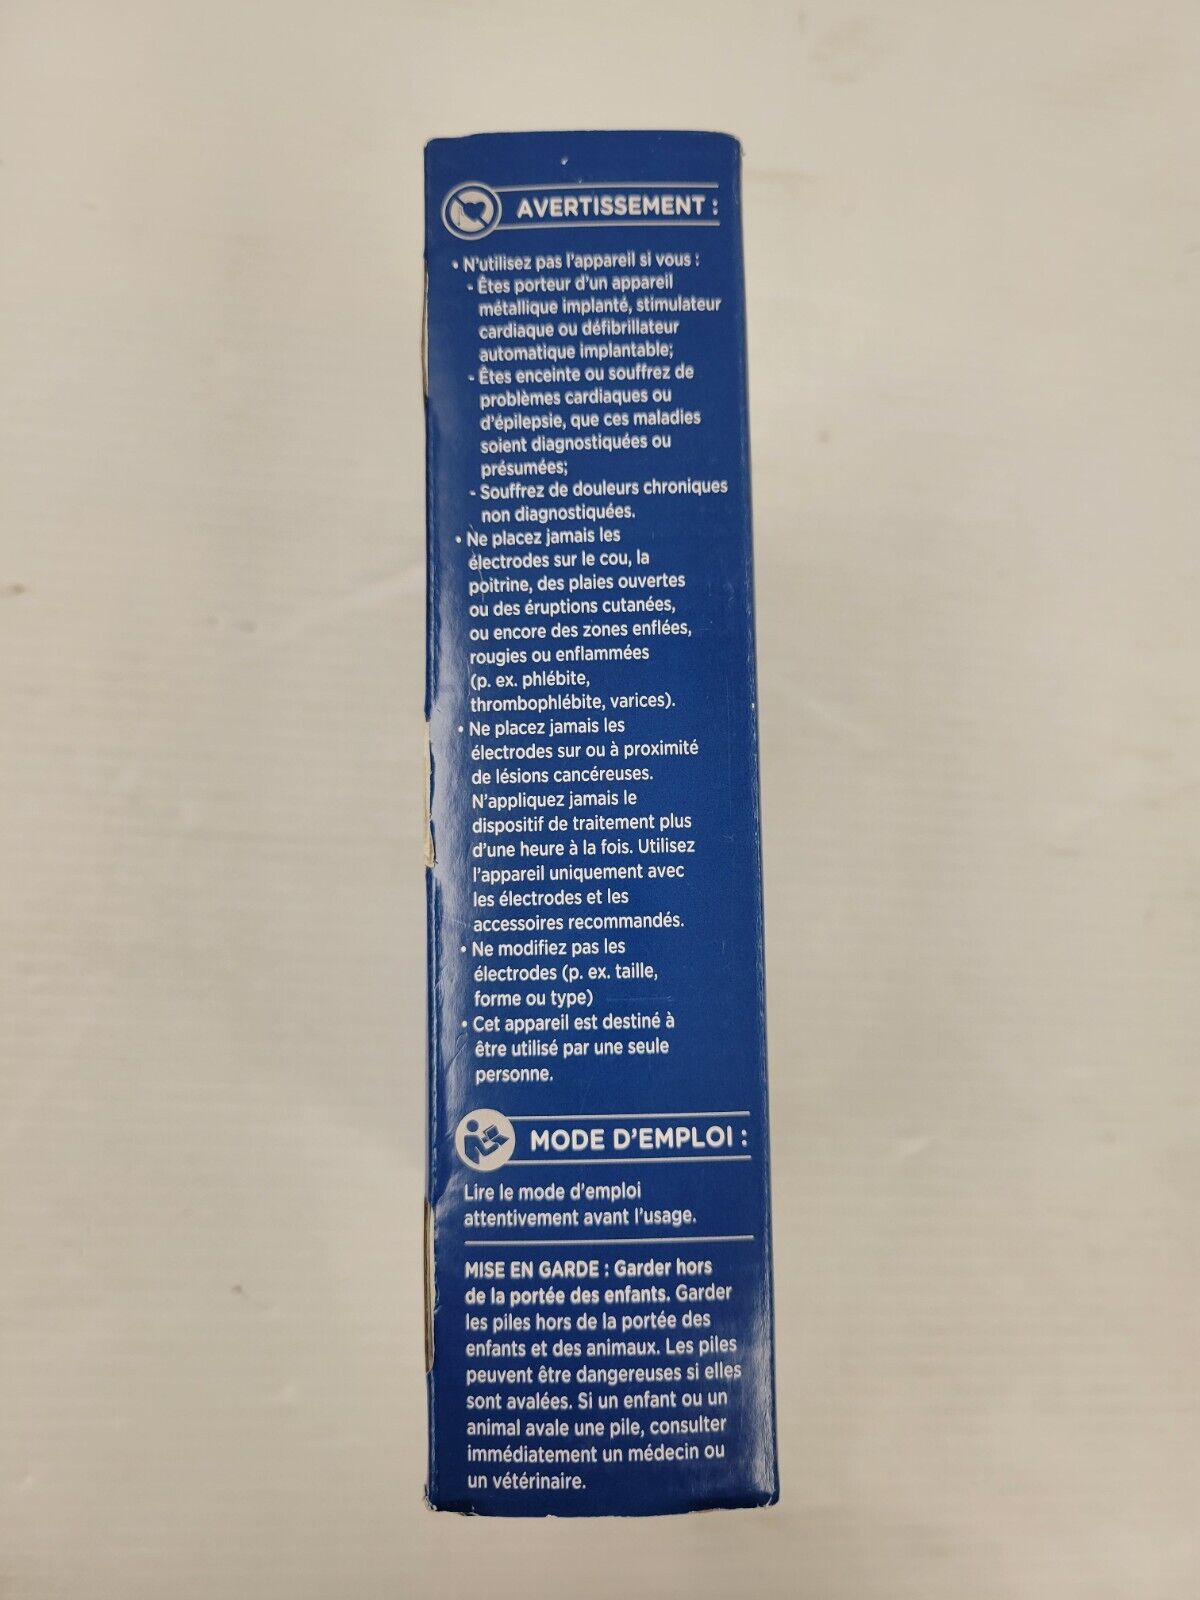 AVERTISSEMENT :
• N'utilisez pas l'appareil si vous :
- Êtes porteur d'un appareil
métallique implanté, stimulateur
cardiaque ou défibrillateur
automatique implantable;
- Êtes enceinte ou souffrez de
problèmes cardiaques ou
d'épilepsie, que ces maladies
soient diagnostiquées ou
présumées;
- Souffrez de douleurs chroniques
non diagnostiquées.
• Ne placez jamais les
électrodes sur le cou, la
poitrine, des plaies ouvertes
ou des éruptions cutanées,
ou encore des zones enflées,
rougies ou enflammées
(p. ex. phlébite,
thrombophlébite, varices).
• Ne placez jamais les
électrodes sur ou à proximité
de lésions cancéreuses.
N'appliquez jamais le
dispositif de traitement plus
d'une heure à la fois. Utilisez
l'appareil uniquement avec
les électrodes et les
accessoires recommandés.
• Ne modifiez pas les
électrodes (p. ex. taille,
forme ou type)
• Cet appareil est destiné à
être utilisé par une seule
personne.
MODE D'EMPLOI :
Lire le mode d'emploi
attentivement avant l'usage.
MISE EN GARDE : Garder hors
de la portée des enfants. Garder
les piles hors de la portée des
enfants et des animaux. Les piles
peuvent être dangereuses si elles
sont avalées. Si un enfant ou un
animal avale une pile, consulter
immédiatement un médecin ou
un vétérinaire.